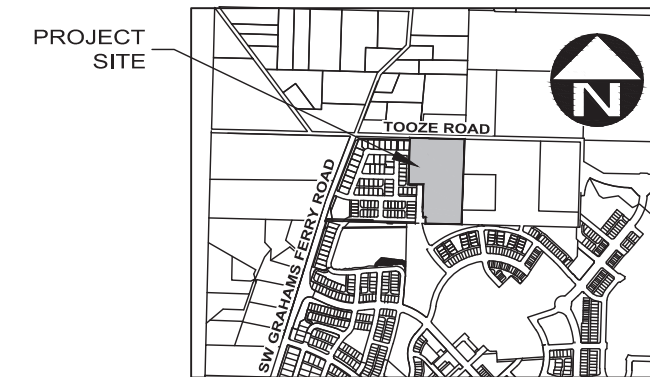 PROJECT
SITE
TOOZE ROAD
N
SW GRAHAMS FERRY ROAD